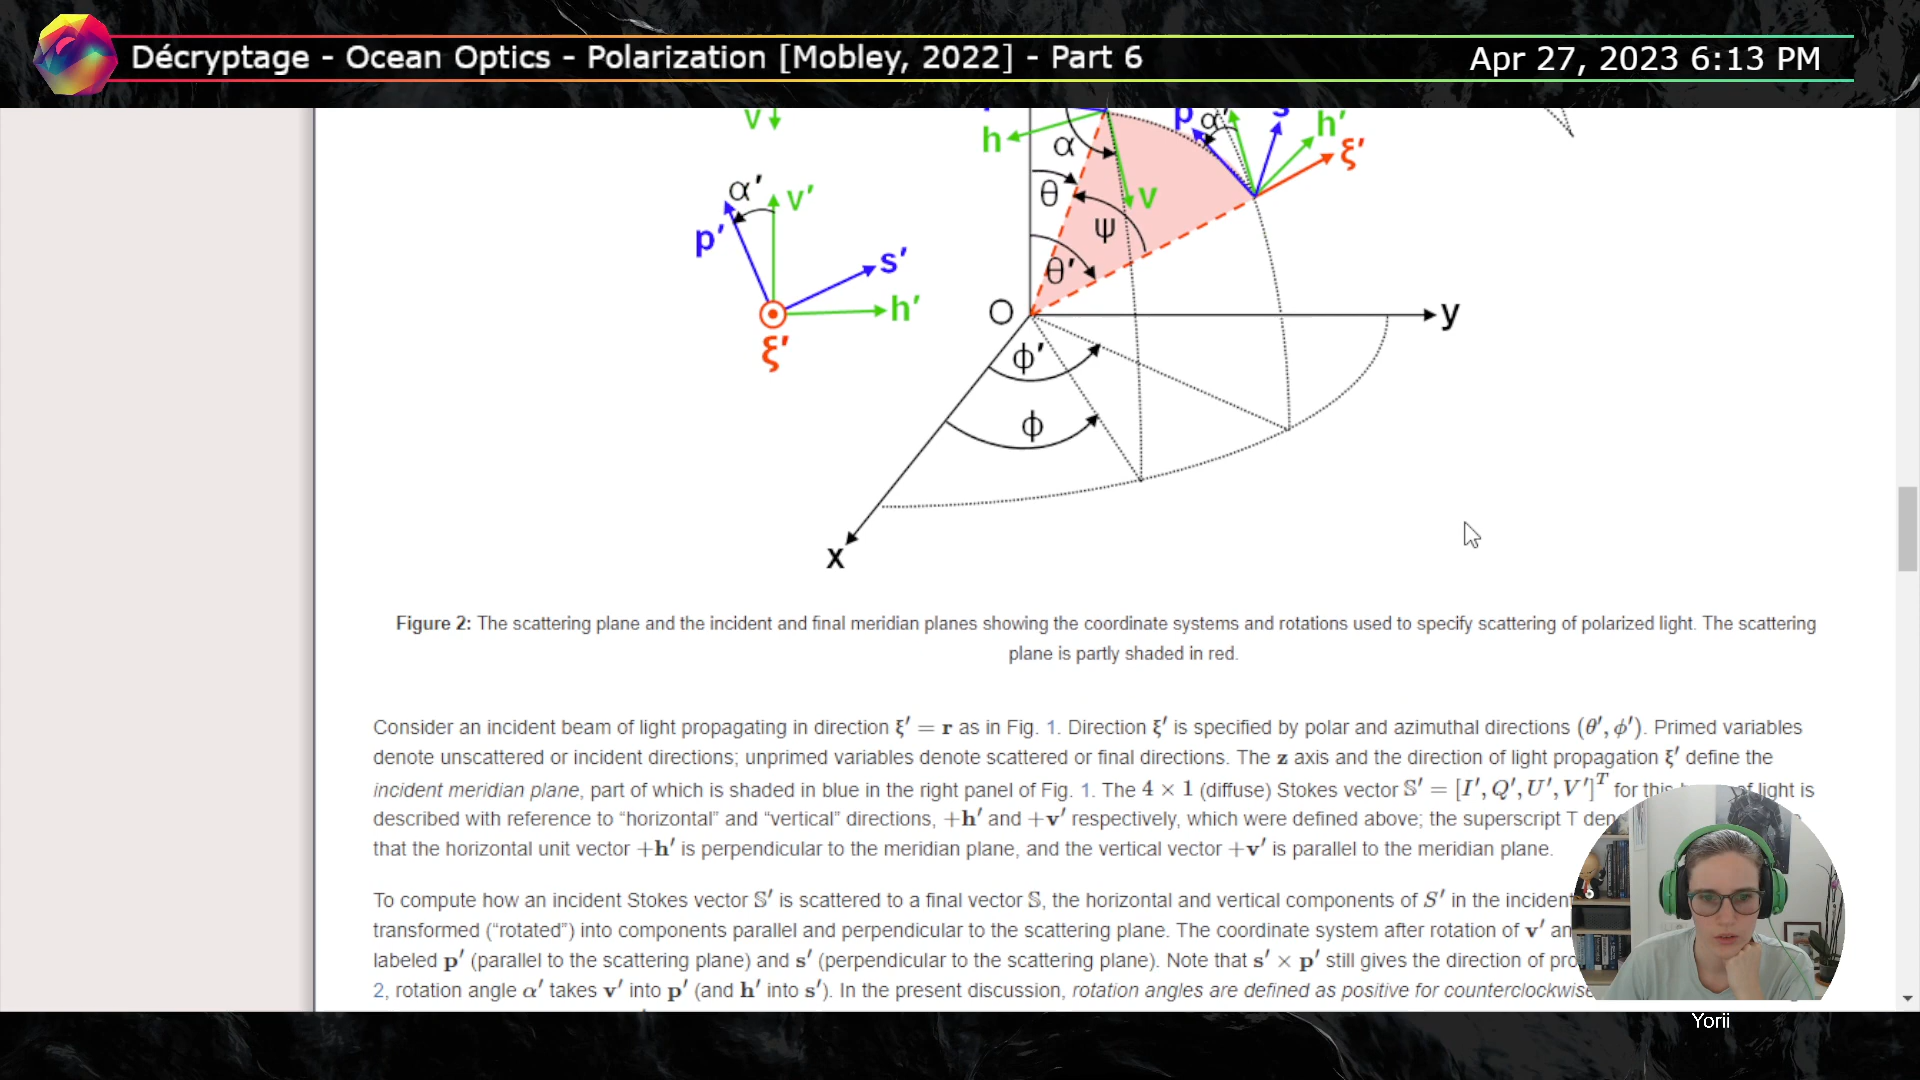 Décryptage - Ocean Optics - Polarization [Mobley, 2022] - Part 6
Apr 27, 2023 6:13 PM
v
h
α
p
α'
s
h'
ξ'
θ
v
ψ
α'
v'
p'
s'
θ'
h'
ξ'
O
y
ϕ'
ϕ
x
Figure 2: The scattering plane and the incident and final meridian planes showing the coordinate systems and rotations used to specify scattering of polarized light. The scattering
plane is partly shaded in red.
Consider an incident beam of light propagating in direction ξ' = r as in Fig. 1. Direction ξ' is specified by polar and azimuthal directions (θ', ϕ'). Primed variables
denote unscattered or incident directions; unprimed variables denote scattered or final directions. The z axis and the direction of light propagation ξ' define the
incident meridian plane, part of which is shaded in blue in the right panel of Fig. 1. The 4 × 1 (diffuse) Stokes vector 𝕊' = [I', Q', U', V']ᵀ for this light is
described with reference to “horizontal” and “vertical” directions, +h' and +v' respectively, which were defined above; the superscript T
that the horizontal unit vector +h' is perpendicular to the meridian plane, and the vertical vector +v' is parallel to the meridian plane.
To compute how an incident Stokes vector 𝕊' is scattered to a final vector 𝕊, the horizontal and vertical components of S' in the incident
transformed (“rotated”) into components parallel and perpendicular to the scattering plane. The coordinate system after rotation of v'
labeled p' (parallel to the scattering plane) and s' (perpendicular to the scattering plane). Note that s' × p' still gives the direction of
2, rotation angle α' takes v' into p' (and h' into s'). In the present discussion, rotation angles are defined as positive for counterclockwise
Yorii